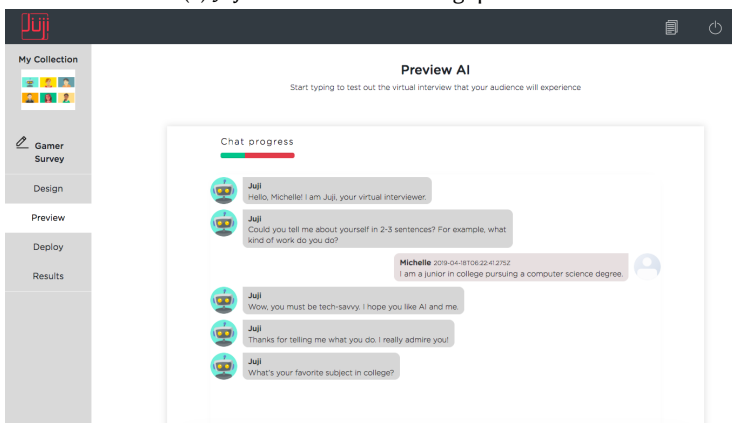 Juji
My Collection
Preview AI
Start typing to test out the virtual interview that your audience will experience
Gamer
Survey
Design
Preview
Deploy
Results
Chat progress
Juji
Hello, Michelle! I am Juji, your virtual interviewer.
Juji
Could you tell me about yourself in 2-3 sentences? For example, what
kind of work do you do?
Michelle 2019-04-18T06:22:41.275Z
I am a junior in college pursuing a computer science degree.
Juji
Wow, you must be tech-savvy. I hope you like AI and me.
Juji
Thanks for telling me what you do. I really admire you!
Juji
What's your favorite subject in college?